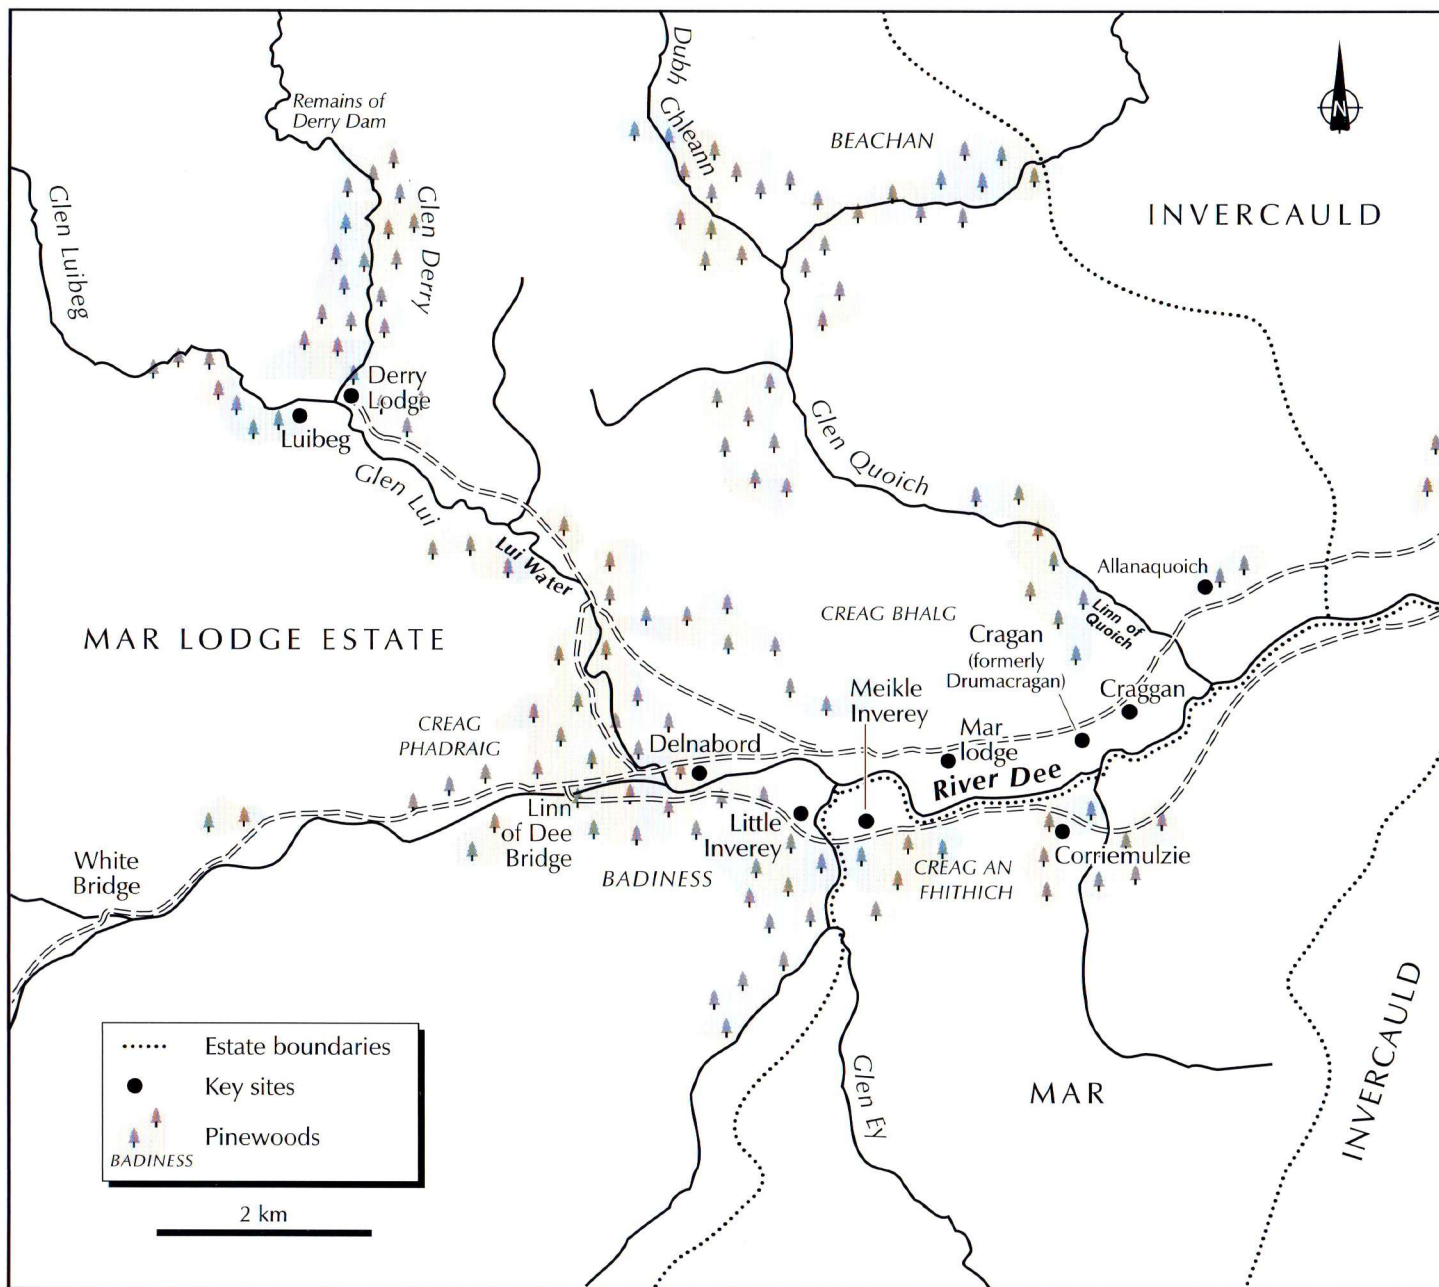 Dubh Ghleann
Remains of
Derry Dam
BEACHAN
N
INVERCAULD
Glen Luibeg
Glen Derry
Derry
Lodge
Luibeg
Glen Lui
Glen Quoich
Lui Water
Allanaquoich
Linn of
Quoich
CREAG BHALG
MAR LODGE ESTATE
Cragan
(formerly
Drumacragan)
Craggan
Meikle
Inverey
CREAG
PHADRAIG
Delnabord
Mar
lodge
River Dee
Linn
of Dee
Bridge
Little
Inverey
Corriemulzie
White
Bridge
BADINESS
CREAG AN
FHITHICH
INVERCAULD
Glen Ey
MAR
Estate boundaries
Key sites
Pinewoods
BADINESS
2 km